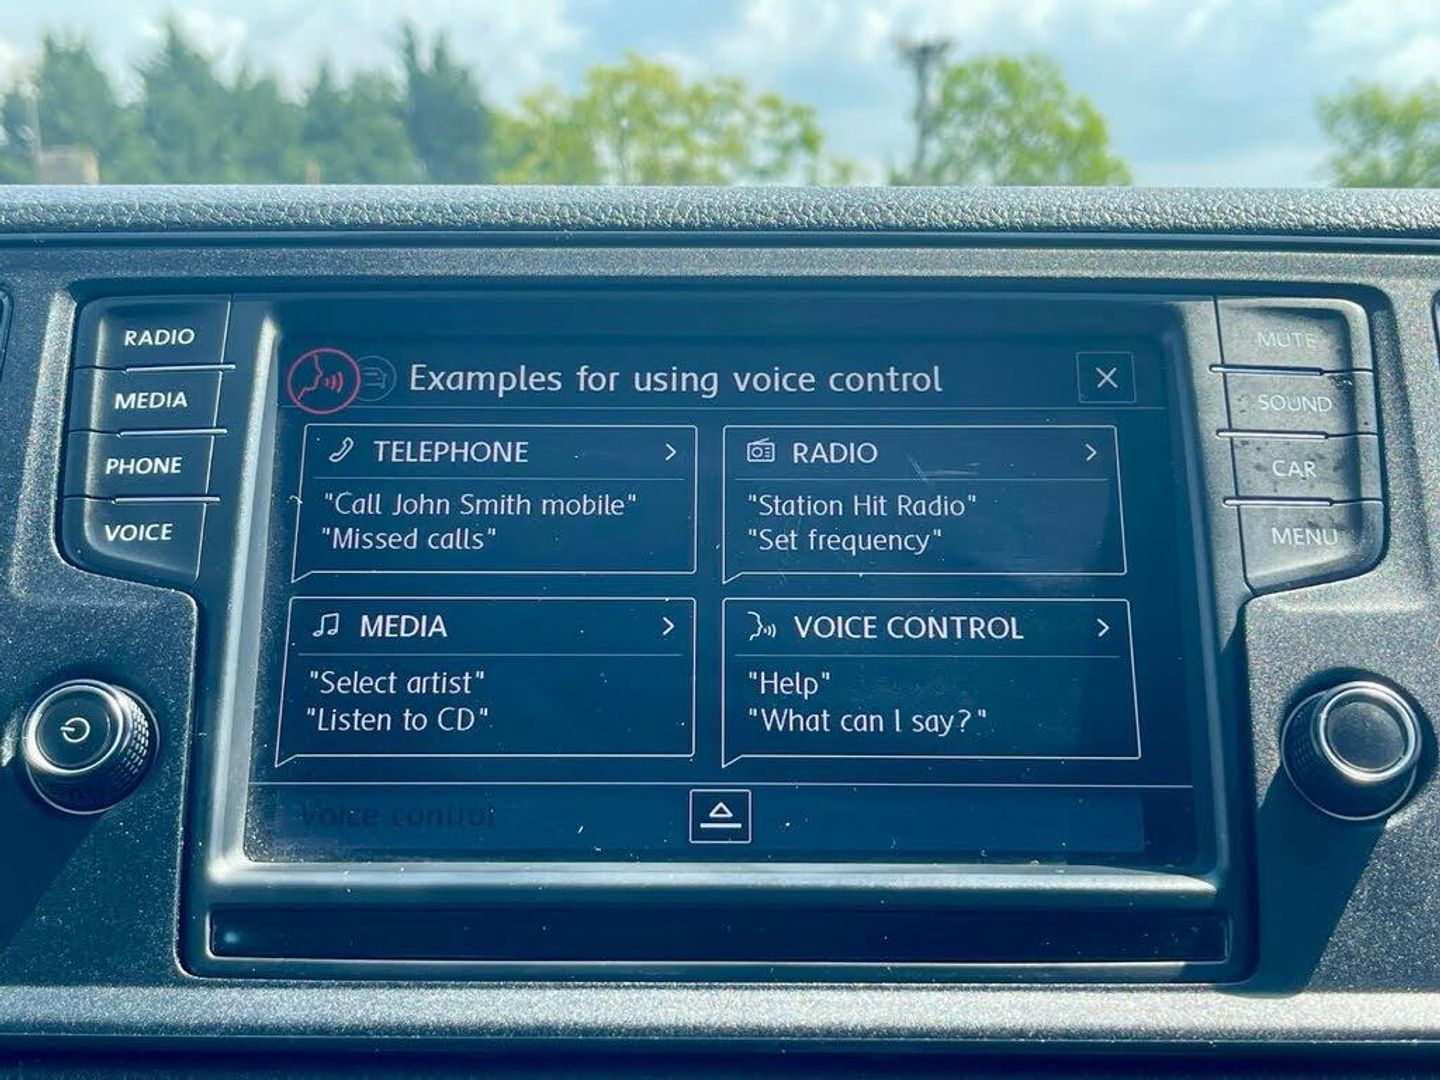 RADIO
MEDIA
PHONE
VOICE
Examples for using voice control
TELEPHONE
"Call John Smith mobile"
"Missed calls"
RADIO
"Station Hit Radio"
"Set frequency"
MEDIA
"Select artist"
"Listen to CD"
VOICE CONTROL
"Help"
"What can I say?"
Voice control
MUTE
SOUND
CAR
MENU